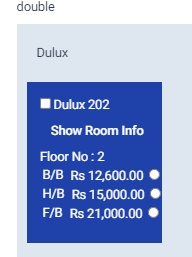 double
Dulux
Dulux 202
Show Room Info
Floor No : 2
B/B Rs 12,600.00
H/B Rs 15,000.00
F/B Rs 21,000.00